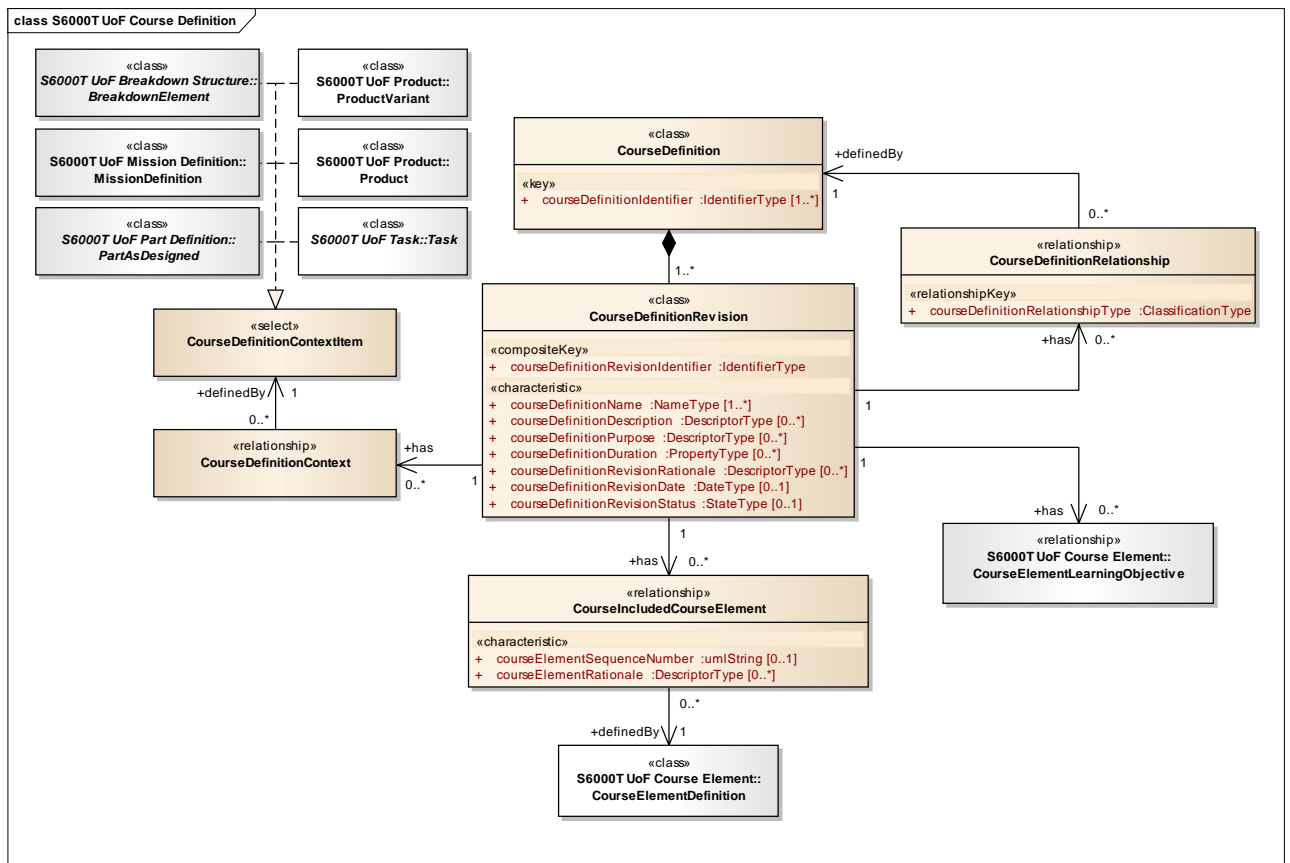 class S6000T UoF Course Definition
«class»
S6000T UoF Breakdown Structure::
BreakdownElement
«class»
S6000T UoF Product::
ProductVariant
«class»
S6000T UoF Mission Definition::
MissionDefinition
«class»
S6000T UoF Product::
Product
«class»
S6000T UoF Part Definition::
PartAsDesigned
«class»
S6000T UoF Task::Task
«select»
CourseDefinitionContextItem
+definedBy
1
0..*
«relationship»
CourseDefinitionContext
+has
0..*
1
«class»
CourseDefinition
«key»
+ courseDefinitionIdentifier :IdentifierType [1..*]
1..*
+definedBy
1
0..*
«relationship»
CourseDefinitionRelationship
«relationshipKey»
+ courseDefinitionRelationshipType :ClassificationType
+has
0..*
1
«class»
CourseDefinitionRevision
«compositeKey»
+ courseDefinitionRevisionIdentifier :IdentifierType
«characteristic»
+ courseDefinitionName :NameType [1..*]
+ courseDefinitionDescription :DescriptorType [0..*]
+ courseDefinitionPurpose :DescriptorType [0..*]
+ courseDefinitionDuration :PropertyType [0..*]
+ courseDefinitionRevisionRationale :DescriptorType [0..*]
+ courseDefinitionRevisionDate :DateType [0..1]
+ courseDefinitionRevisionStatus :StateType [0..1]
1
+has
0..*
«relationship»
S6000T UoF Course Element::
CourseElementLearningObjective
1
+has
0..*
«relationship»
CourseIncludedCourseElement
«characteristic»
+ courseElementSequenceNumber :umlString [0..1]
+ courseElementRationale :DescriptorType [0..*]
0..*
+definedBy
1
«class»
S6000T UoF Course Element::
CourseElementDefinition